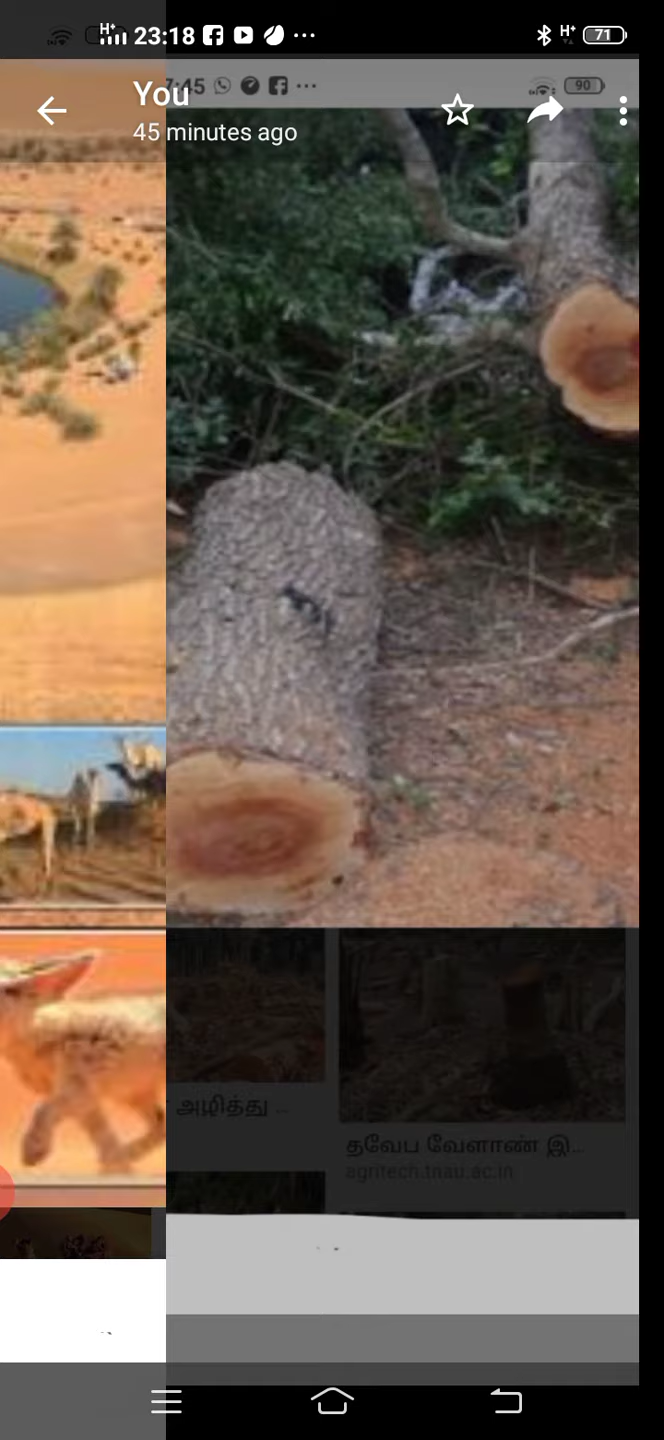 23:18
71
7:45
90
You
45 minutes ago
அழித்து ...
தவேப வேளாண் இ...
agritech.tnau.ac.in